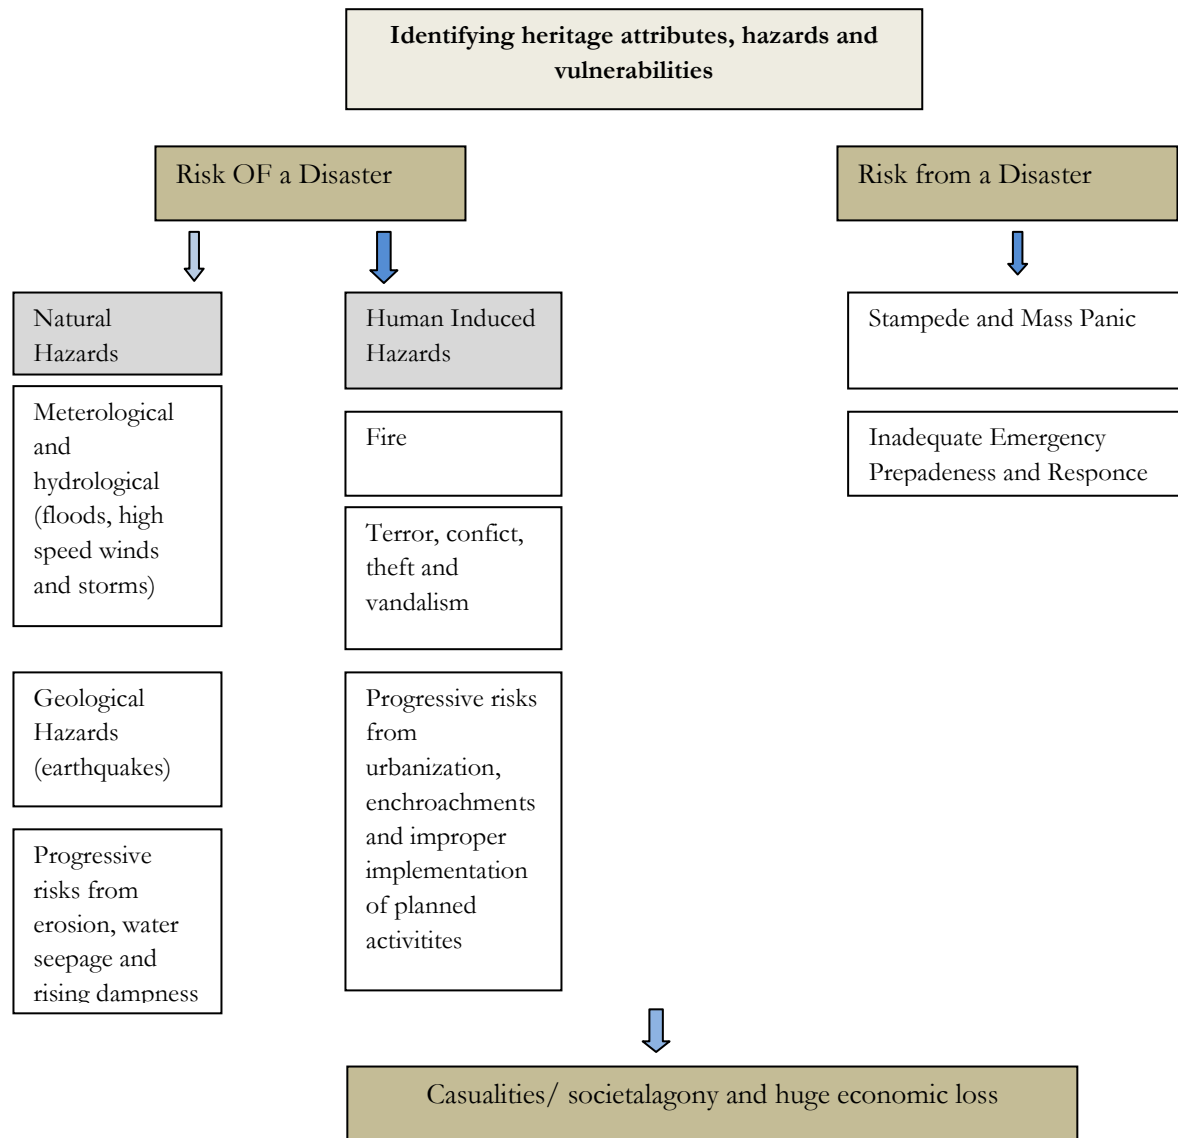 Identifying heritage attributes, hazards and
vulnerabilities
Risk OF a Disaster
Risk from a Disaster
Natural
Hazards
Human Induced
Hazards
Stampede and Mass Panic
Meterological
and
hydrological
(floods, high
speed winds
and storms)
Fire
Inadequate Emergency
Prepadeness and Responce
Terror, confict,
theft and
vandalism
Geological
Hazards
(earthquakes)
Progressive risks
from
urbanization,
enchroachments
and improper
implementation
of planned
activitites
Progressive
risks from
erosion, water
seepage and
rising dampness
Casualities/ societalagony and huge economic loss